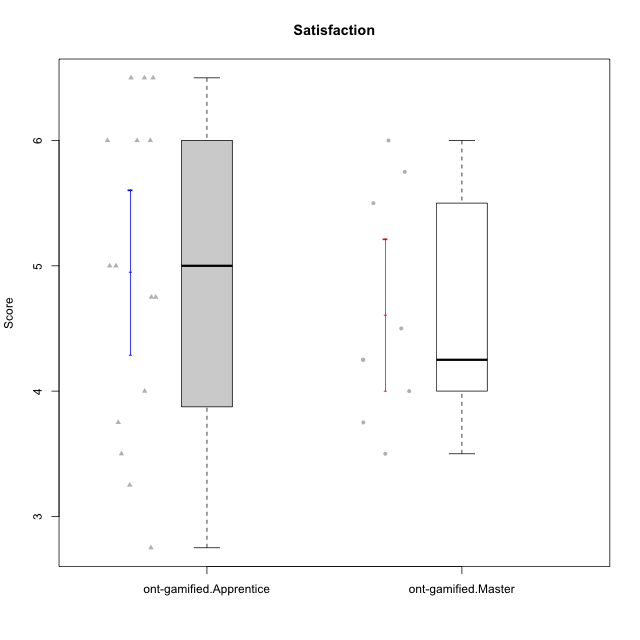 Satisfaction
Score
6
5
4
3
ont-gamified.Apprentice
ont-gamified.Master